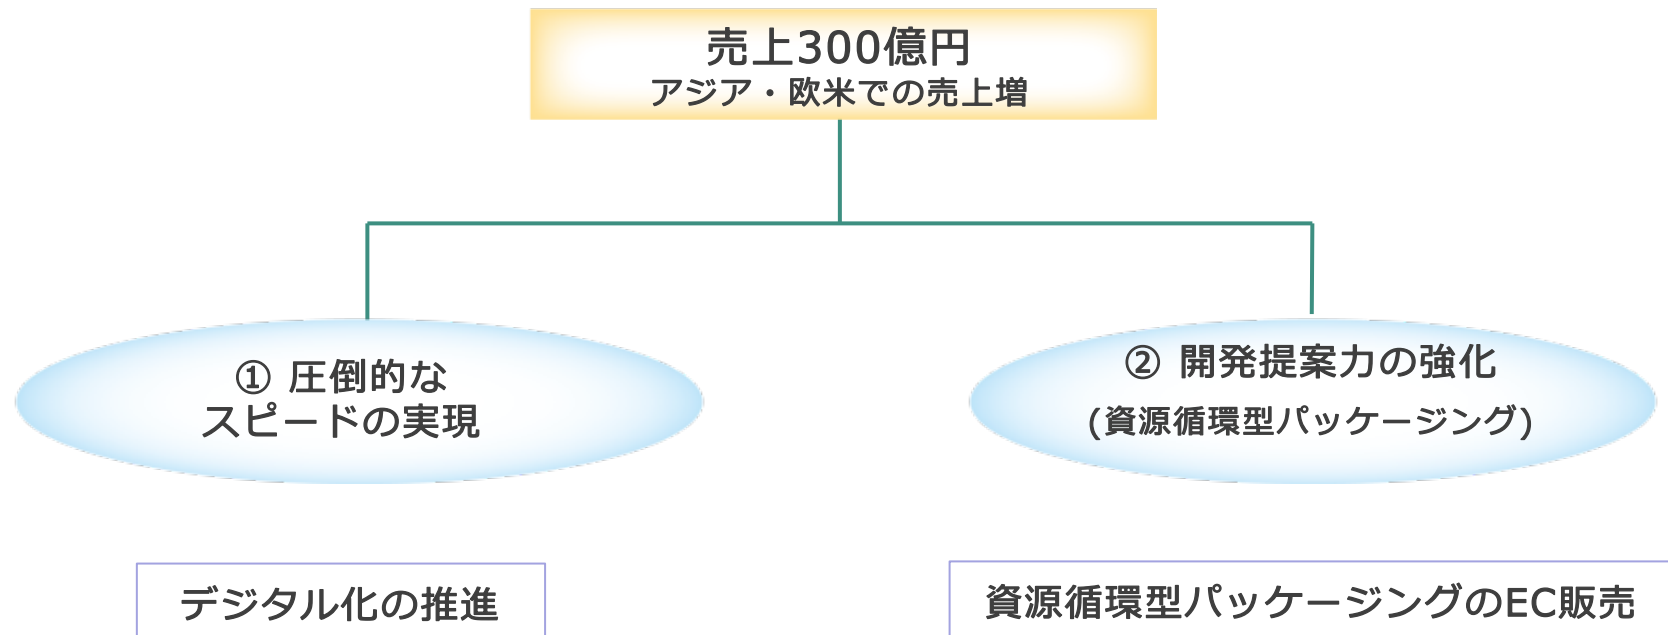 売上300億円
アジア・欧米での売上増
① 圧倒的な
スピードの実現
② 開発提案力の強化
(資源循環型パッケージング)
デジタル化の推進
資源循環型パッケージングのEC販売